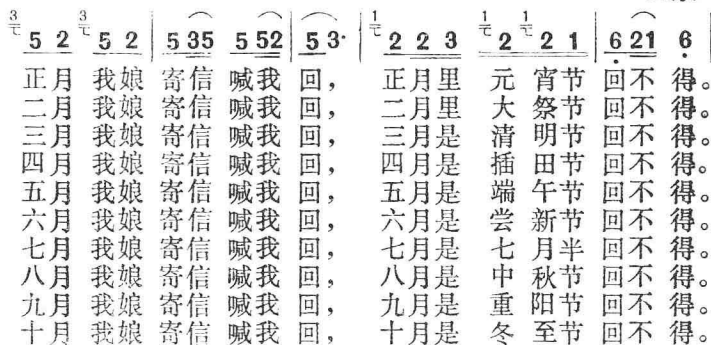 3 5 2 3 5 2 5 35 5 52 5 3· 1 2 2 3 1 2 1 2 1 6 21 6
正月 我娘 寄信 喊我 回， 正月里 元 宵节 回不 得。
二月 我娘 寄信 喊我 回， 二月里 大 祭节 回不 得。
三月 我娘 寄信 喊我 回， 三月是 清 明节 回不 得。
四月 我娘 寄信 喊我 回， 四月是 插 田节 回不 得。
五月 我娘 寄信 喊我 回， 五月是 端 午节 回不 得。
六月 我娘 寄信 喊我 回， 六月是 尝 新节 回不 得。
七月 我娘 寄信 喊我 回， 七月是 七 月半 回不 得。
八月 我娘 寄信 喊我 回， 八月是 中 秋节 回不 得。
九月 我娘 寄信 喊我 回， 九月是 重 阳节 回不 得。
十月 我娘 寄信 喊我 回， 十月是 冬 至节 回不 得。